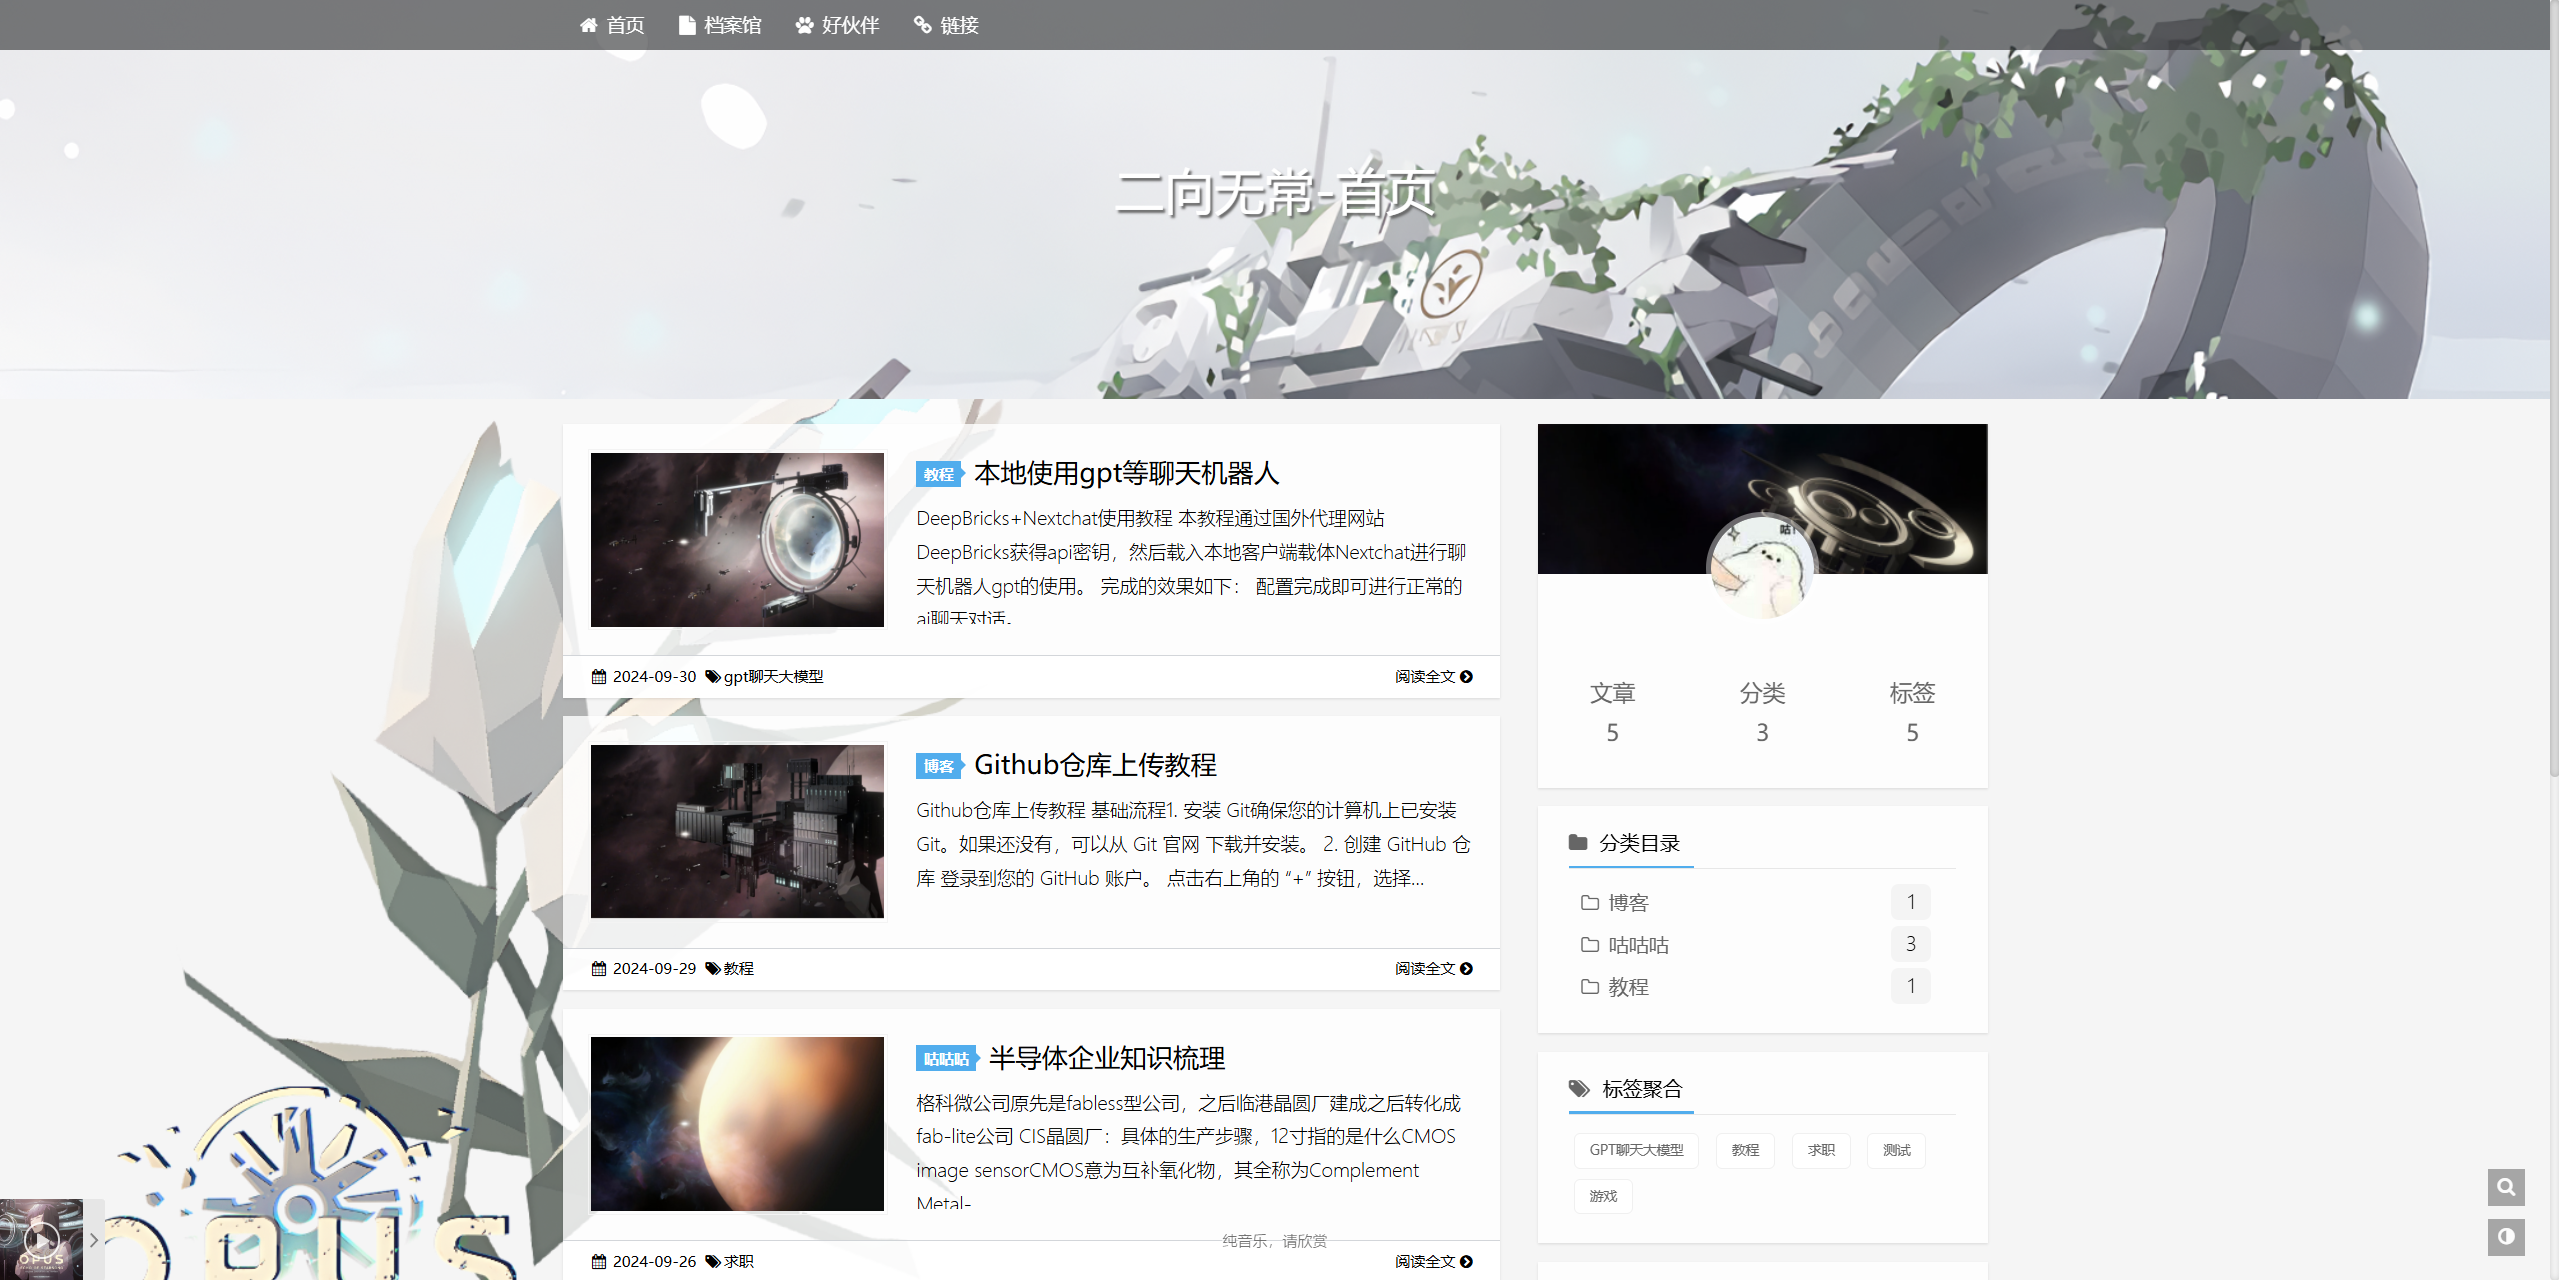 首页 档案馆 好伙伴 链接
二向无常-首页
教程 本地使用gpt等聊天机器人
DeepBricks+Nextchat使用教程 本教程通过国外代理网站
DeepBricks获得api密钥，然后载入本地客户端载体Nextchat进行聊
天机器人gpt的使用。 完成的效果如下： 配置完成即可进行正常的
ai聊天对话。
2024-09-30 gpt聊天大模型 阅读全文
博客 Github仓库上传教程
Github仓库上传教程 基础流程1. 安装 Git确保您的计算机上已安装
Git。如果还没有，可以从 Git 官网 下载并安装。 2. 创建 GitHub 仓
库 登录到您的 GitHub 账户。 点击右上角的 “+” 按钮，选择...
2024-09-29 教程 阅读全文
咕咕咕 半导体企业知识梳理
格科微公司原先是fabless型公司，之后临港晶圆厂建成之后转化成
fab-lite公司 CIS晶圆厂：具体的生产步骤，12寸指的是什么CMOS
image sensorCMOS意为互补氧化物，其全称为Complement
Metal-
2024-09-26 求职 阅读全文
纯音乐，请欣赏
文章 分类 标签
5 3 5
分类目录
博客 1
咕咕咕 3
教程 1
标签聚合
GPT聊天大模型 教程 求职 测试
游戏
OPUS
OPUS